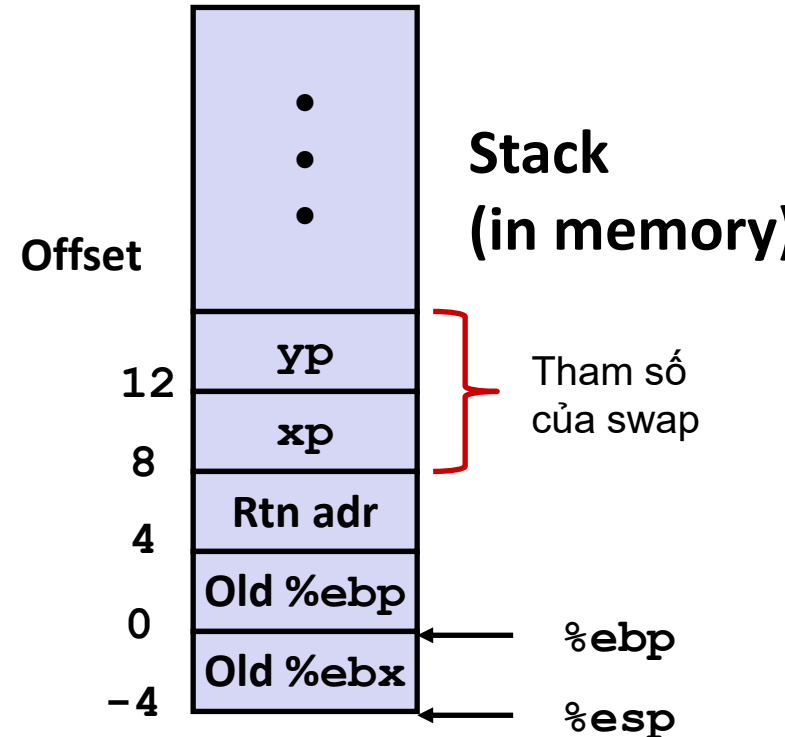 Stack
(in memory)
Offset
yp
12
Tham số
của swap
xp
8
Rtn adr
4
Old %ebp
0
%ebp
Old %ebx
-4
%esp